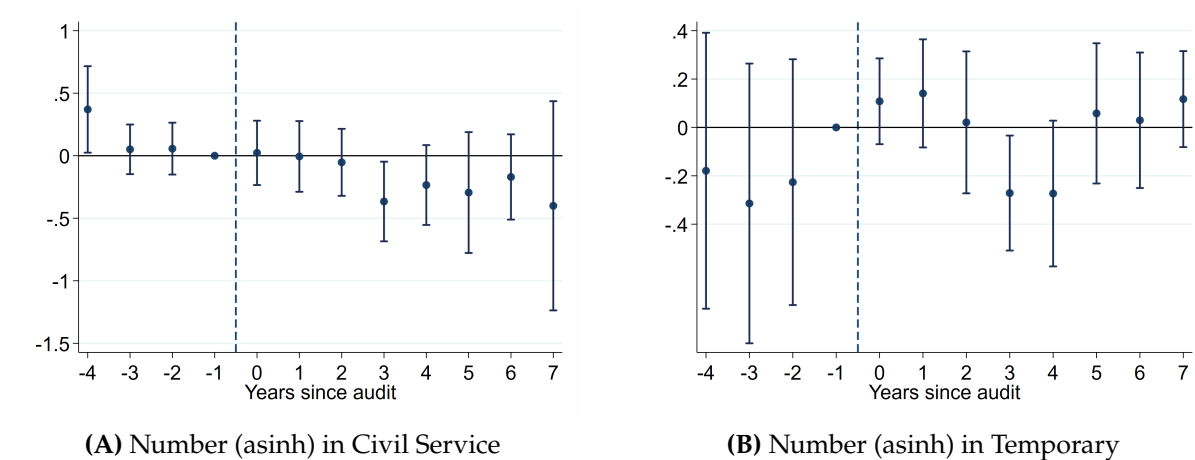 1
.5
0
-.5
-1
-1.5
-4 -3 -2 -1 0 1 2 3 4 5 6 7
Years since audit
(A) Number (asinh) in Civil Service
.4
.2
0
-.2
-.4
-4 -3 -2 -1 0 1 2 3 4 5 6 7
Years since audit
(B) Number (asinh) in Temporary